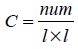 C = num / l×l